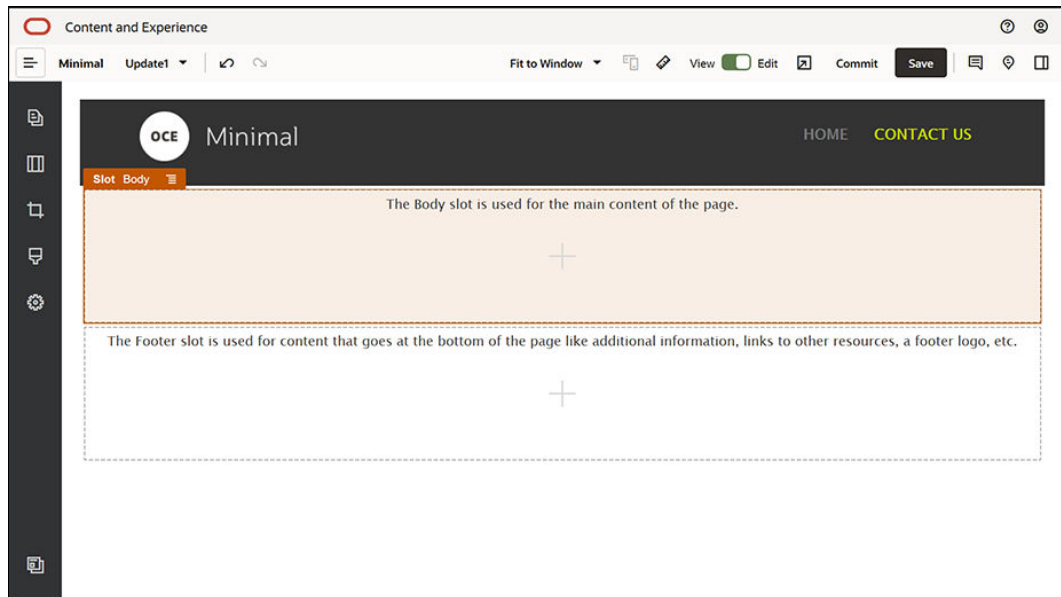 Content and Experience
Minimal Update1 Fit to Window View Edit Commit Save
OCE Minimal HOME CONTACT US
Slot Body
The Body slot is used for the main content of the page.
The Footer slot is used for content that goes at the bottom of the page like additional information, links to other resources, a footer logo, etc.